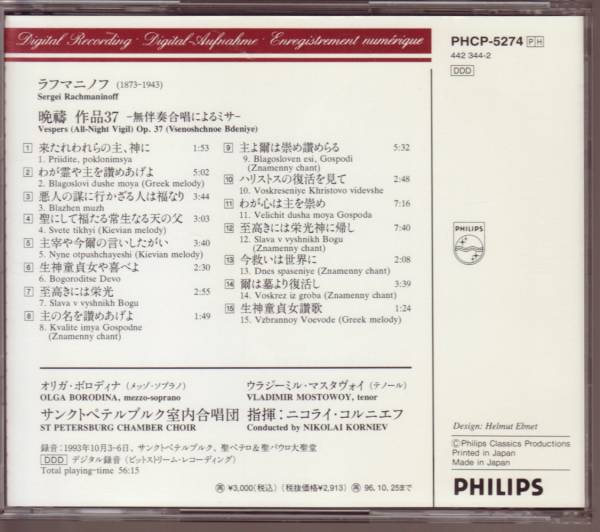 Digital Recording · Digital-Aufnahme · Enregistrement numérique
PHCP-5274 PH
442 344-2
DDD
ラフマニノフ (1873-1943)
Sergei Rachmaninoff
晩禱 作品37 -無伴奏合唱によるミサ-
Vespers (All-Night Vigil) Op. 37 (Vsenoshchnoe Bdeniye)
1 来たれわれらの主、神に 1:53
1. Priidite, poklonimsya
2 わが霊や主を讃めあげよ 5:02
2. Blagoslovi dushe moya (Greek melody)
3 悪人の謀に行かざる人は福なり 3:44
3. Blazhen muzh
4 聖にして福たる常生なる天の父 3:03
4. Svete tikhyi (Kievian melody)
5 主宰や今爾の言いしたがい 3:40
5. Nyne otpushchayeshi (Kievian melody)
6 生神童貞女や喜べよ 2:30
6. Bogoroditse Devo
7 至高きには栄光 2:55
7. Slava v vyshnikh Bogu
8 主の名を讃めあげよ 1:49
8. Kvalite imya Gospodne
(Znamenny chant)
9 主よ爾は崇め讃めらる 5:32
9. Blagosloven esi, Gospodi
(Znamenny chant)
10 ハリストスの復活を見て 2:48
10. Voskreseniye Khristovo videvshe
11 わが心は主を崇め 7:16
11. Velichit dusha moya Gospoda
12 至高きには栄光神に帰し 7:40
12. Slava v vyshnikh Bogu
(Znamenny chant)
13 今救いは世界に 2:08
13. Dnes spaseniye (Znamenny chant)
14 爾は墓より復活し 3:39
14. Voskrez iz groba (Znamenny chant)
15 生神童貞女讃歌 1:24
15. Vzbrannoy Voevode (Greek melody)
オリガ・ボロディナ (メッゾ・ソプラノ)
OLGA BORODINA, mezzo-soprano
ウラジーミル・マスタヴォイ (テノール)
VLADIMIR MOSTOWOY, tenor
サンクトペテルブルク室内合唱団
ST PETERSBURG CHAMBER CHOIR
指揮:ニコライ・コルニエフ
Conducted by NIKOLAI KORNIEV
録音:1993年10月3-6日、サンクトペテルブルク、聖ペテロ&聖パウロ大聖堂
DDD デジタル録音 (ビットストリーム・レコーディング)
Total playing-time 56:15
再 ¥3,000(税込) (税抜価格¥2,913) 再 96.10.25まで
PHILIPS
Design: Helmut Ebnet
©Philips Classics Productions
Printed in Japan
Made in Japan
PHILIPS